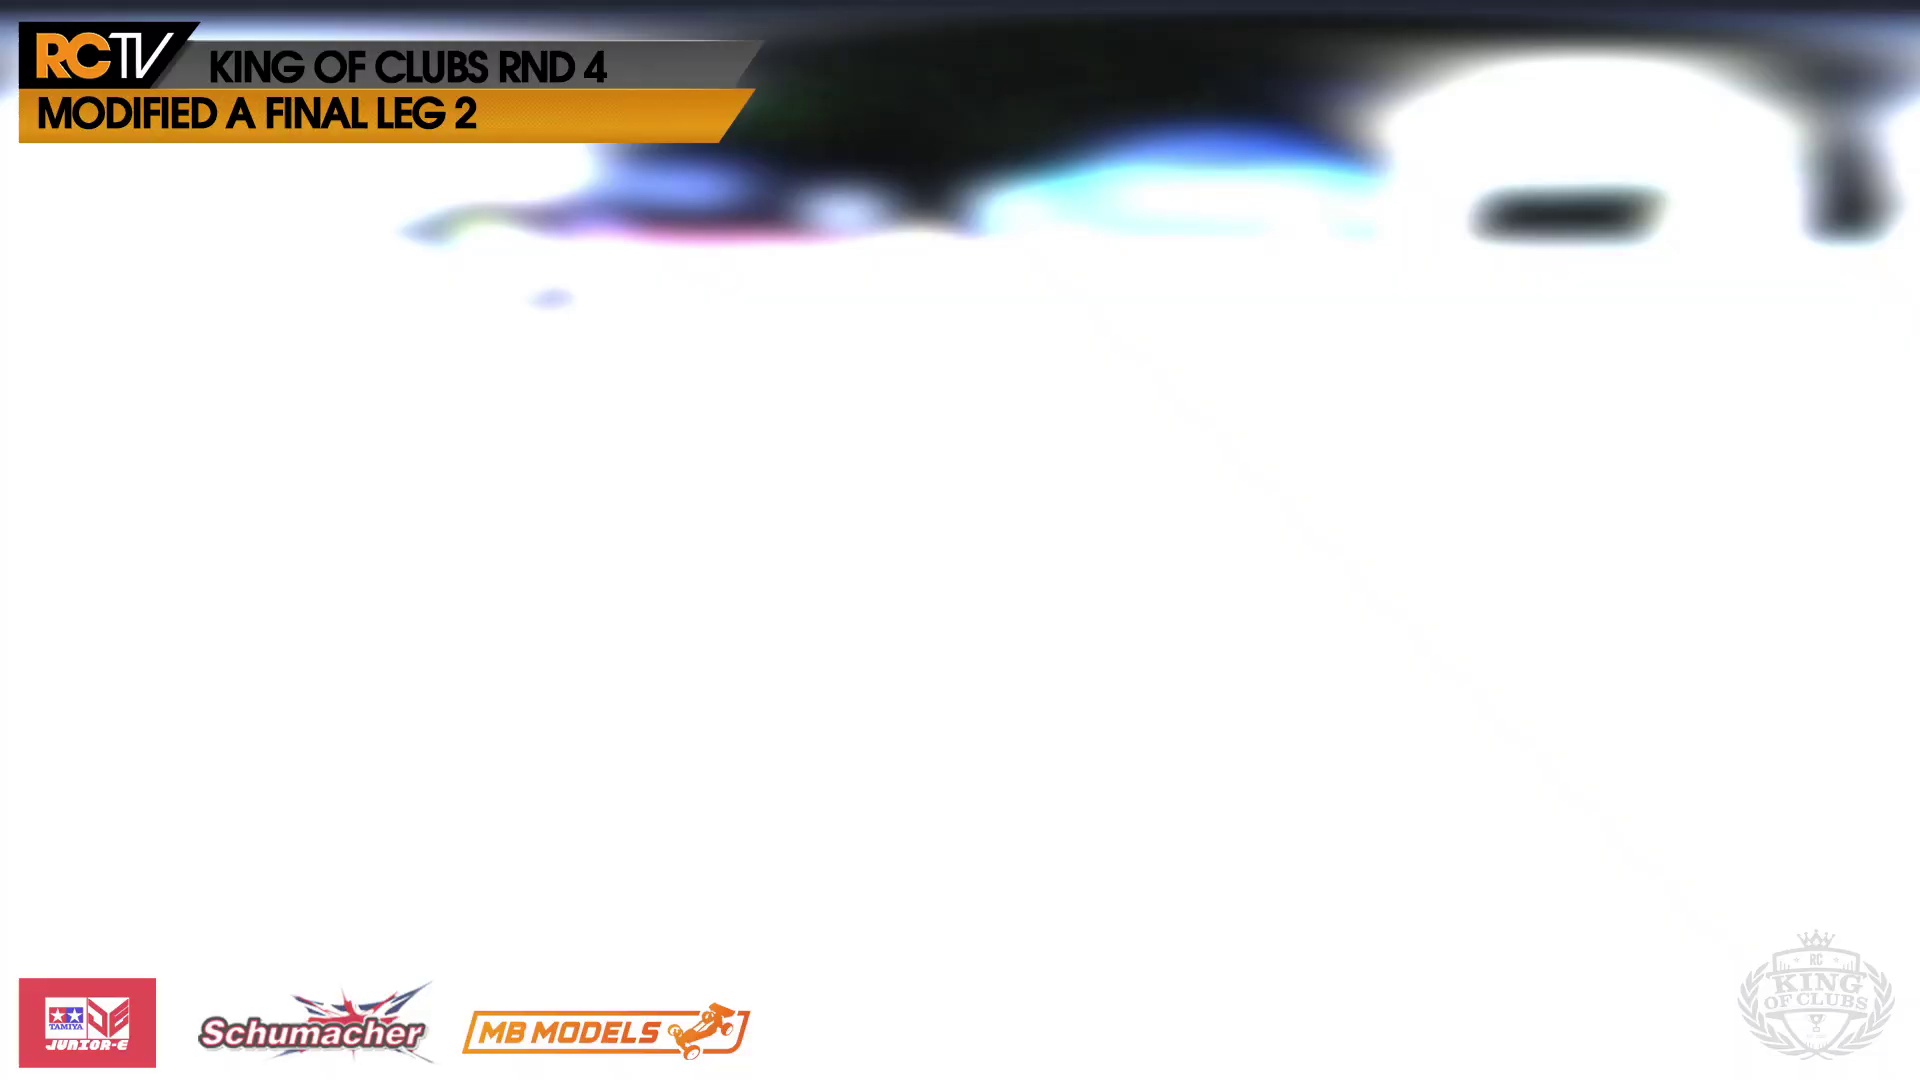 RCTV
KING OF CLUBS RND 4
MODIFIED A FINAL LEG 2
TAMIYA
JUNIOR-E
Schumacher
MB MODELS
RC
KING
OF CLUBS